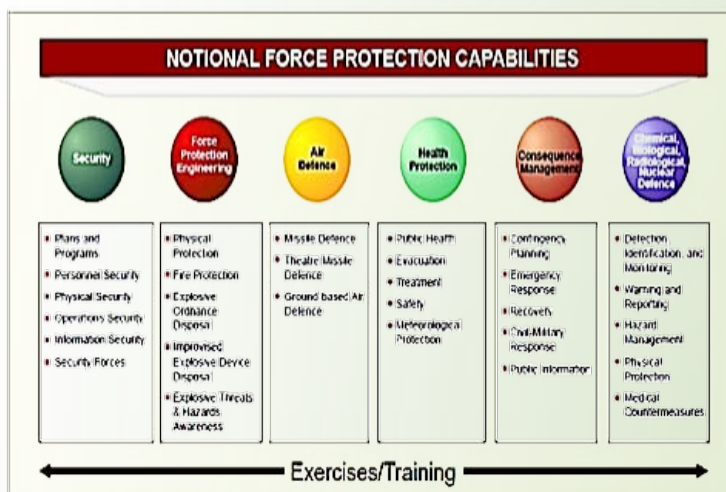 NOTIONAL FORCE PROTECTION CAPABILITIES
Security
Force
Protection
Engineering
Air
Defence
Health
Protection
Consequence
Management
Chemical,
Biological,
Radiological,
Nuclear
Defence
Plans and
Programs
Personnel Security
Physical Security
Operations Security
Information Security
Security Forces
Physical
Protection
Fire Protection
Explosive
Ordnance
Disposal
Improvised
Explosive Device
Disposal
Explosive Threats
& Hazards
Awareness
Missile Defence
Theatre Missile
Defence
Ground based Air
Defence
Public Health
Evacuation
Treatment
Safety
Meteorological
Protection
Contingency
Planning
Emergency
Response
Recovery
Civil-Military
Response
Public Information
Detection
Identification, and
Monitoring
Warning and
Reporting
Hazard
Management
Physical
Protection
Medical
Countermeasures
Exercises/Training